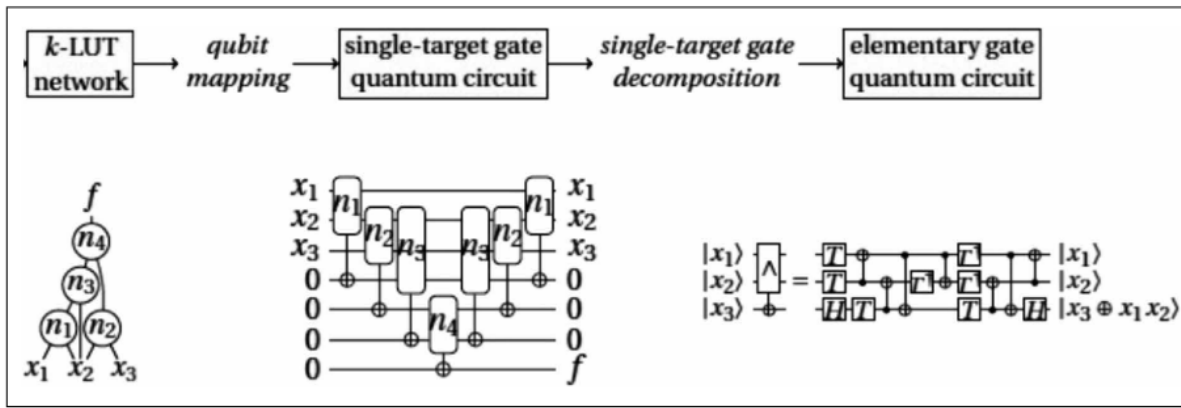 k-LUT network
qubit mapping
single-target gate quantum circuit
single-target gate decomposition
elementary gate quantum circuit
f
n₄
n₃
n₁ n₂
x₁ x₂ x₃
x₁ n₁ n₁ x₁
x₂ n₂ n₃ n₃ n₂ x₂
x₃ x₃
0 0
0 n₄ 0
0 0
0 f
|x₁⟩ T T† |x₁⟩
|x₂⟩ ∧ = T T† T† |x₂⟩
|x₃⟩ H T T H |x₃ ⊕ x₁x₂⟩